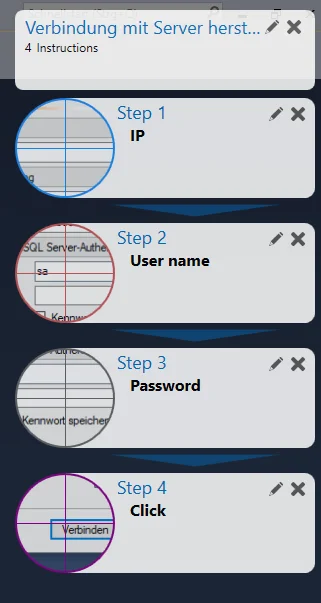 Verbindung mit Server herst...
4 Instructions
Step 1
IP
g
Step 2
User name
SQL Server-Authe
sa
Kennw
Step 3
Password
Kennwort speicher
Step 4
Click
Verbinden